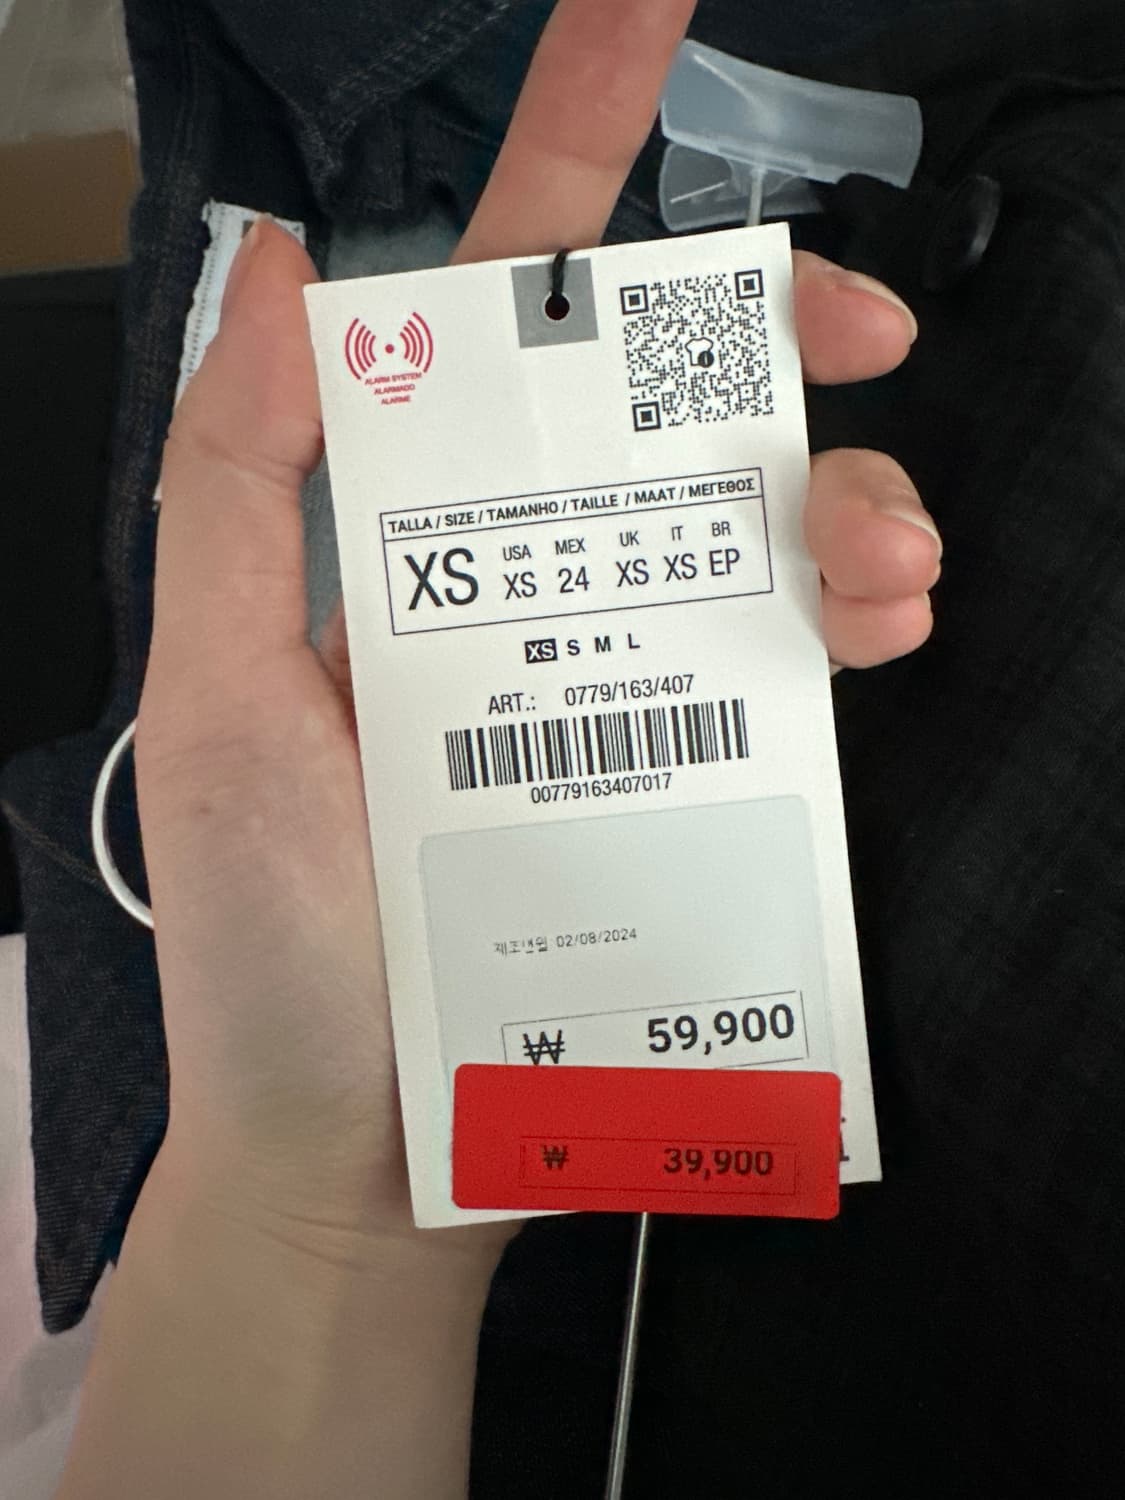 ALARM SYSTEM
ALARMADO
ALARME
TALLA / SIZE / TAMANHO / TAILLE / MAAT / ΜΕΓΕΘΟΣ
XS USA MEX UK IT BR
XS 24 XS XS EP
XS S M L
ART.: 0779/163/407
00779163407017
제조년월: 02/08/2024
₩ 59,900
₩ 39,900